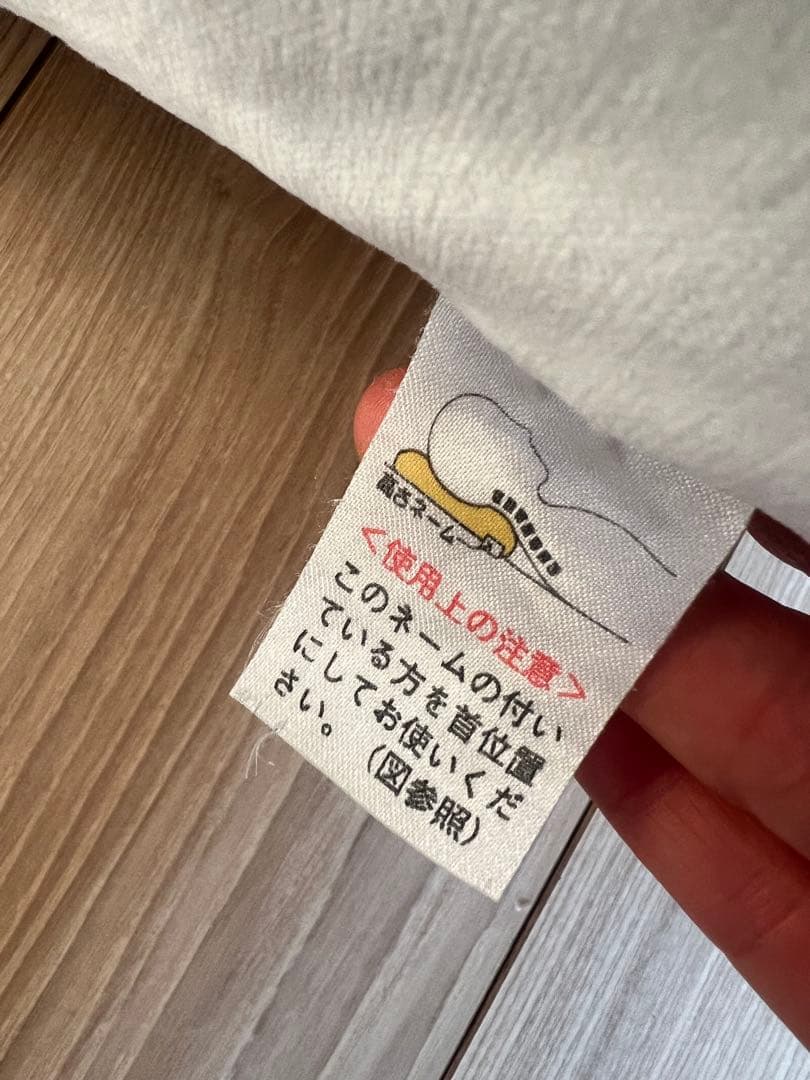 ネーム
<使用上の注意>
このネームの付い
ている方を首位置
にしてお使いくだ
さい。 (図参照)